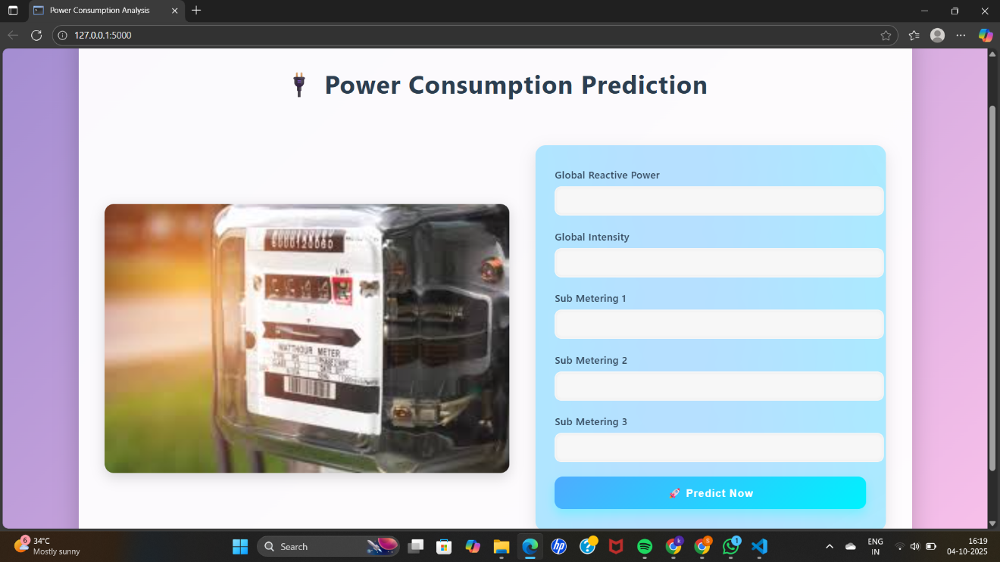 Power Consumption Analysis
127.0.0.1:5000
Power Consumption Prediction
Global Reactive Power
Global Intensity
Sub Metering 1
Sub Metering 2
Sub Metering 3
WATTHOUR METER
Predict Now
6
34°C
Mostly sunny
Search
hp
k
S
1
ENG
IN
16:19
04-10-2025